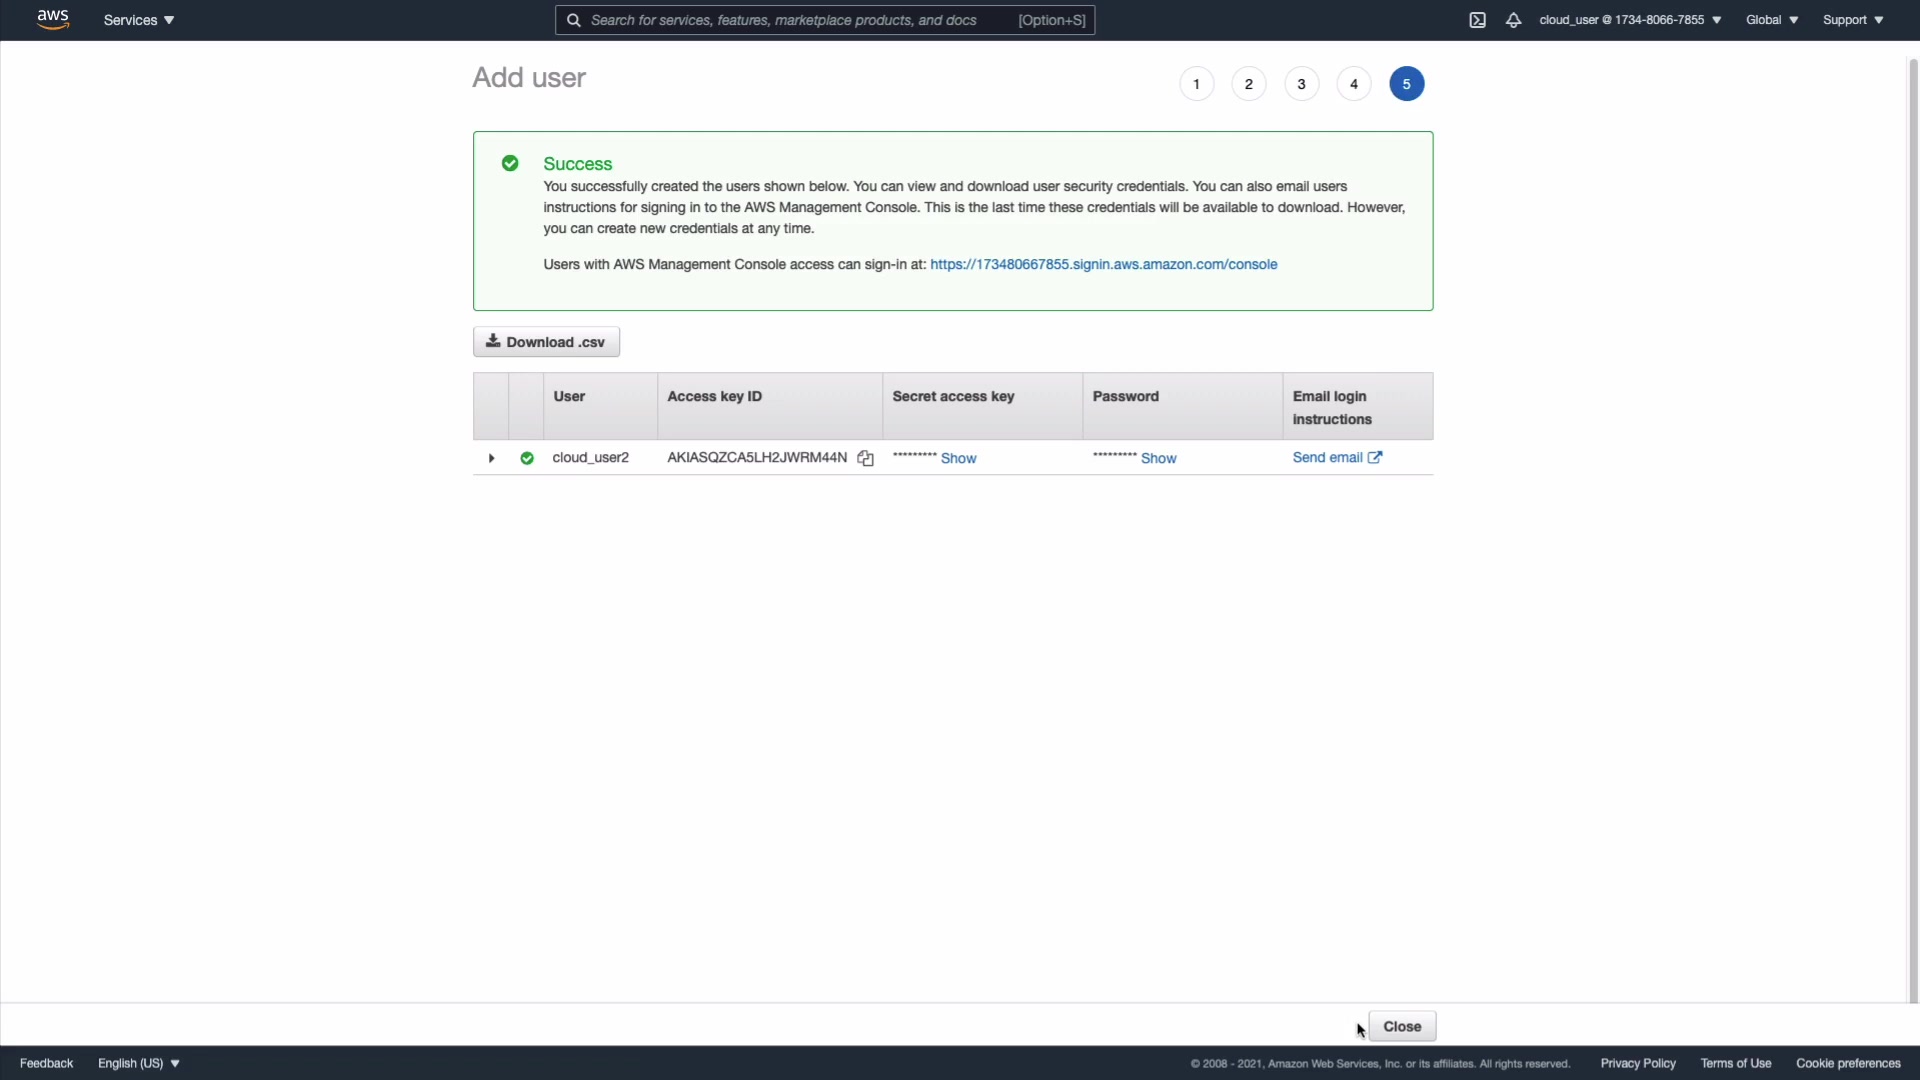 aws Services Search for services, features, marketplace products, and docs [Option+S] cloud_user @ 1734-8066-7855 Global Support
Add user 1 2 3 4 5
Success
You successfully created the users shown below. You can view and download user security credentials. You can also email users
instructions for signing in to the AWS Management Console. This is the last time these credentials will be available to download. However,
you can create new credentials at any time.
Users with AWS Management Console access can sign-in at: https://173480667855.signin.aws.amazon.com/console
Download .csv
User Access key ID Secret access key Password Email login
instructions
cloud_user2 AKIASQZCA5LH2JWRM44N ********* Show ********* Show Send email
Close
Feedback English (US) © 2008 - 2021, Amazon Web Services, Inc. or its affiliates. All rights reserved. Privacy Policy Terms of Use Cookie preferences